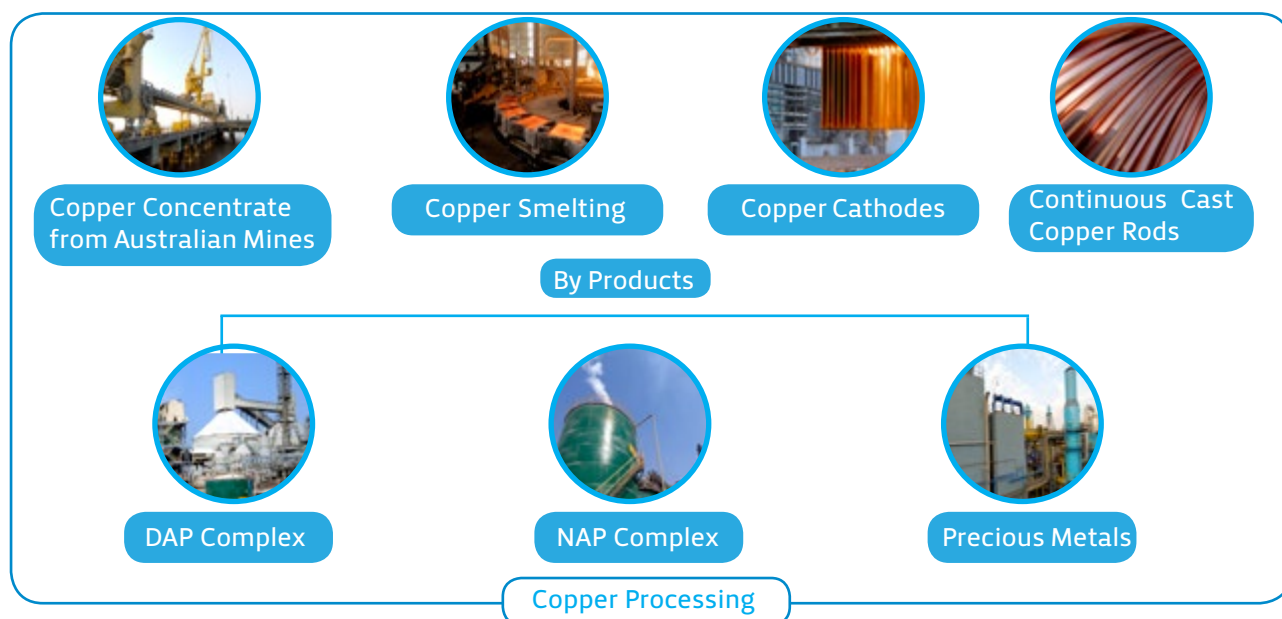 Copper Concentrate
from Australian Mines
Copper Smelting
Copper Cathodes
Continuous Cast
Copper Rods
By Products
DAP Complex
NAP Complex
Precious Metals
Copper Processing